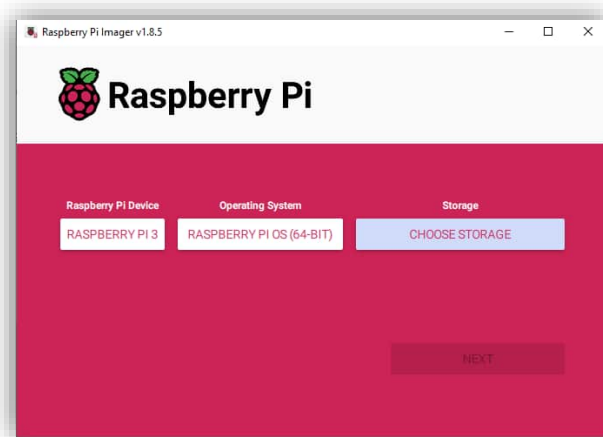 Raspberry Pi Imager v1.8.5
Raspberry Pi
Raspberry Pi Device Operating System Storage
RASPBERRY PI 3 RASPBERRY PI OS (64-BIT) CHOOSE STORAGE
NEXT